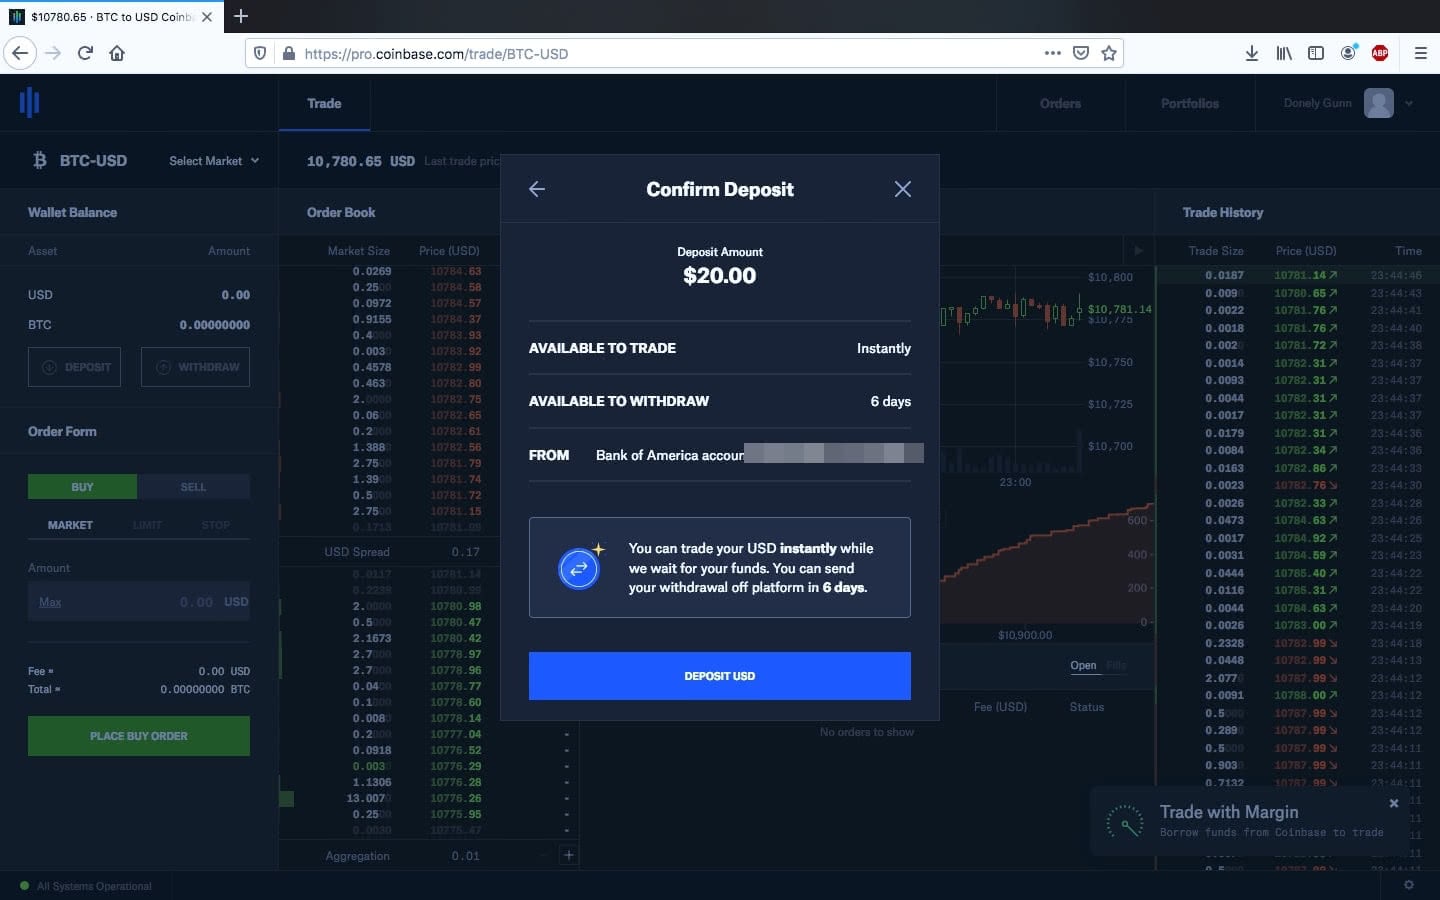 $10780.65 · BTC to USD Coinb
https://pro.coinbase.com/trade/BTC-USD
ABP
Trade
Orders
Portfolios
Donely Gunn
BTC-USD
Select Market
10,780.65 USD Last trade pric
Wallet Balance
Asset Amount
USD 0.00
BTC 0.00000000
DEPOSIT
WITHDRAW
Order Form
BUY
SELL
MARKET
LIMIT
STOP
Amount
Max 0.00 USD
Fee ≈ 0.00 USD
Total ≈ 0.00000000 BTC
PLACE BUY ORDER
All Systems Operational
Order Book
Market Size Price (USD)
0.0269 10784.63
0.2500 10784.58
0.0972 10784.57
0.9155 10784.37
0.4000 10783.93
0.0030 10783.92
0.4578 10782.99
0.4630 10782.80
2.0000 10782.75
0.0600 10782.65
0.2000 10782.61
1.3880 10782.56
2.7500 10781.79
1.3900 10781.74
0.5000 10781.72
2.7500 10781.15
USD Spread 0.17
0.0117 10781.14
2.0000 10780.98
0.5000 10780.47
2.1673 10780.42
2.7000 10778.97
2.7000 10778.96
0.0400 10778.77
0.1000 10778.60
0.0080 10778.14
0.2000 10777.04 -
0.0918 10776.52 -
0.0030 10776.29 -
1.1306 10776.28 -
13.0070 10776.26 -
0.2500 10775.95 -
0.0030 10775.47 -
Aggregation 0.01 - +
Confirm Deposit
Deposit Amount
$20.00
AVAILABLE TO TRADE Instantly
AVAILABLE TO WITHDRAW 6 days
FROM Bank of America accoun
You can trade your USD instantly while
we wait for your funds. You can send
your withdrawal off platform in 6 days.
DEPOSIT USD
$10,800
$10,781.14
$10,775
$10,750
$10,725
$10,700
23:00
600
400
200
0
$10,900.00
Open Fills
Fee (USD) Status
No orders to show
Trade History
Trade Size Price (USD) Time
0.0187 10781.14↗ 23:44:46
0.0090 10780.65↗ 23:44:43
0.0022 10781.76↗ 23:44:41
0.0018 10781.76↗ 23:44:40
0.0020 10781.72↗ 23:44:38
0.0014 10782.31↗ 23:44:37
0.0093 10782.31↗ 23:44:37
0.0044 10782.31↗ 23:44:37
0.0017 10782.31↗ 23:44:37
0.0179 10782.31↗ 23:44:36
0.0084 10782.34↗ 23:44:36
0.0163 10782.86↗ 23:44:33
0.0023 10782.76↘ 23:44:30
0.0026 10782.33↗ 23:44:28
0.0473 10784.63↗ 23:44:26
0.0017 10784.92↗ 23:44:25
0.0031 10784.59↗ 23:44:23
0.0444 10785.40↗ 23:44:22
0.0116 10785.31↗ 23:44:22
0.0044 10784.63↗ 23:44:20
0.0026 10783.00↗ 23:44:19
0.2328 10782.99↘ 23:44:18
0.0448 10782.99↘ 23:44:13
2.0770 10787.99↘ 23:44:12
0.0091 10788.00↗ 23:44:12
0.5000 10787.99↘ 23:44:12
0.2890 10787.99↘ 23:44:12
0.5000 10787.99↘ 23:44:11
0.9030 10787.99↘ 23:44:11
0.7132 10787.99↘ 23:44:11
Trade with Margin
Borrow funds from Coinbase to trade